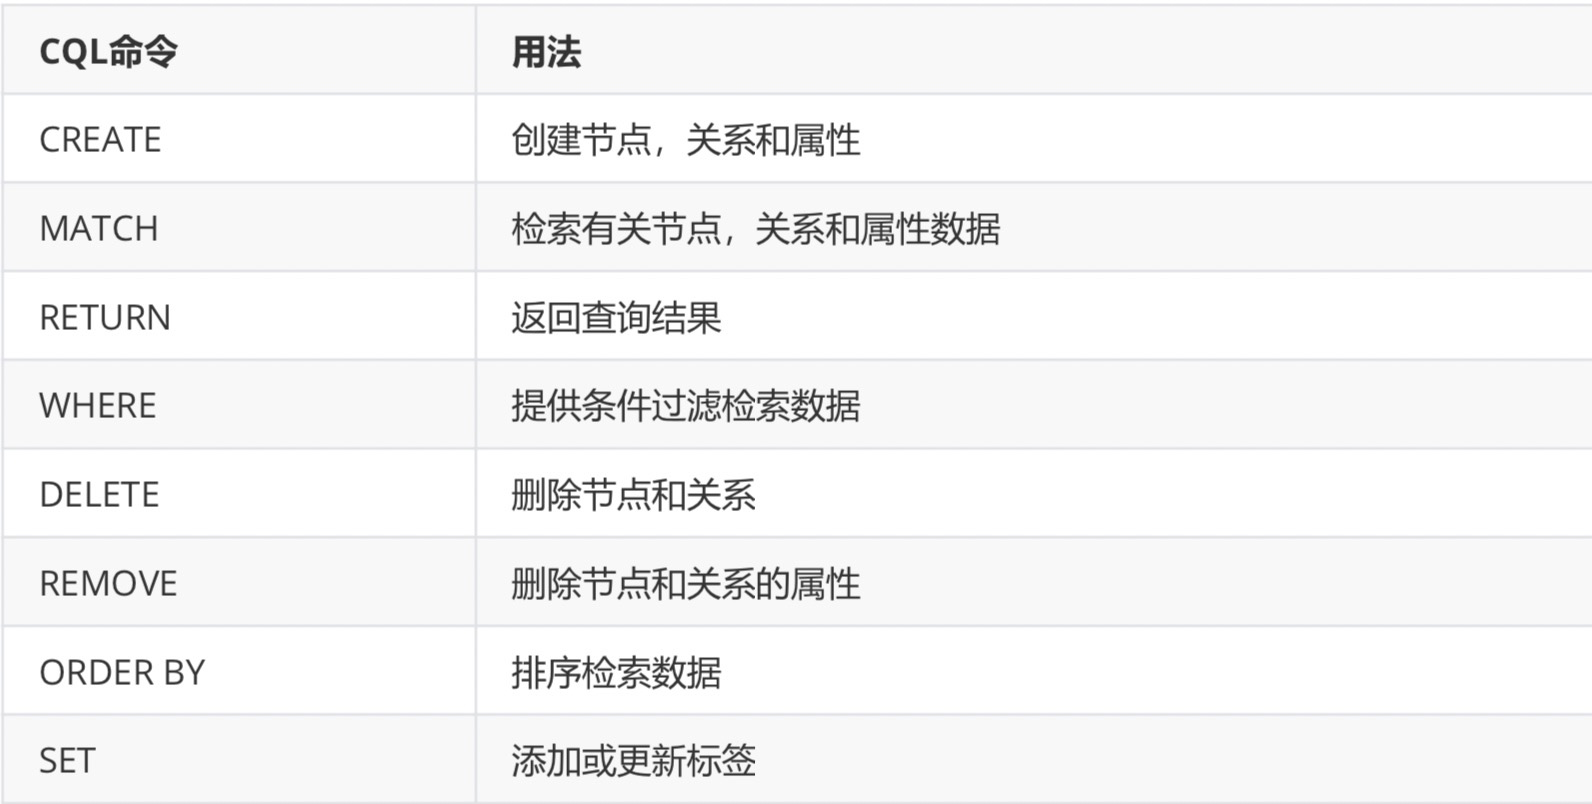 CQL命令 用法
CREATE 创建节点，关系和属性
MATCH 检索有关节点，关系和属性数据
RETURN 返回查询结果
WHERE 提供条件过滤检索数据
DELETE 删除节点和关系
REMOVE 删除节点和关系的属性
ORDER BY 排序检索数据
SET 添加或更新标签